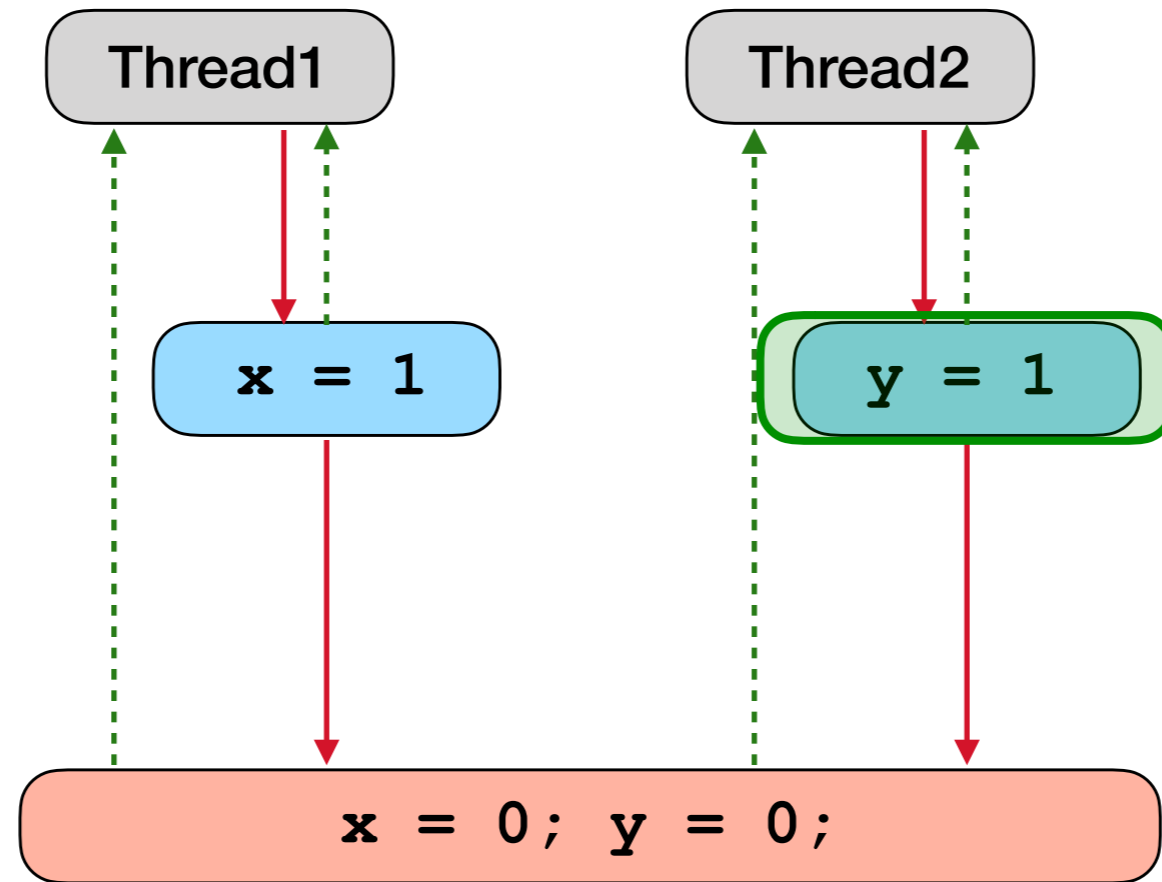 Thread1 Thread2
x = 1 y = 1
x = 0; y = 0;